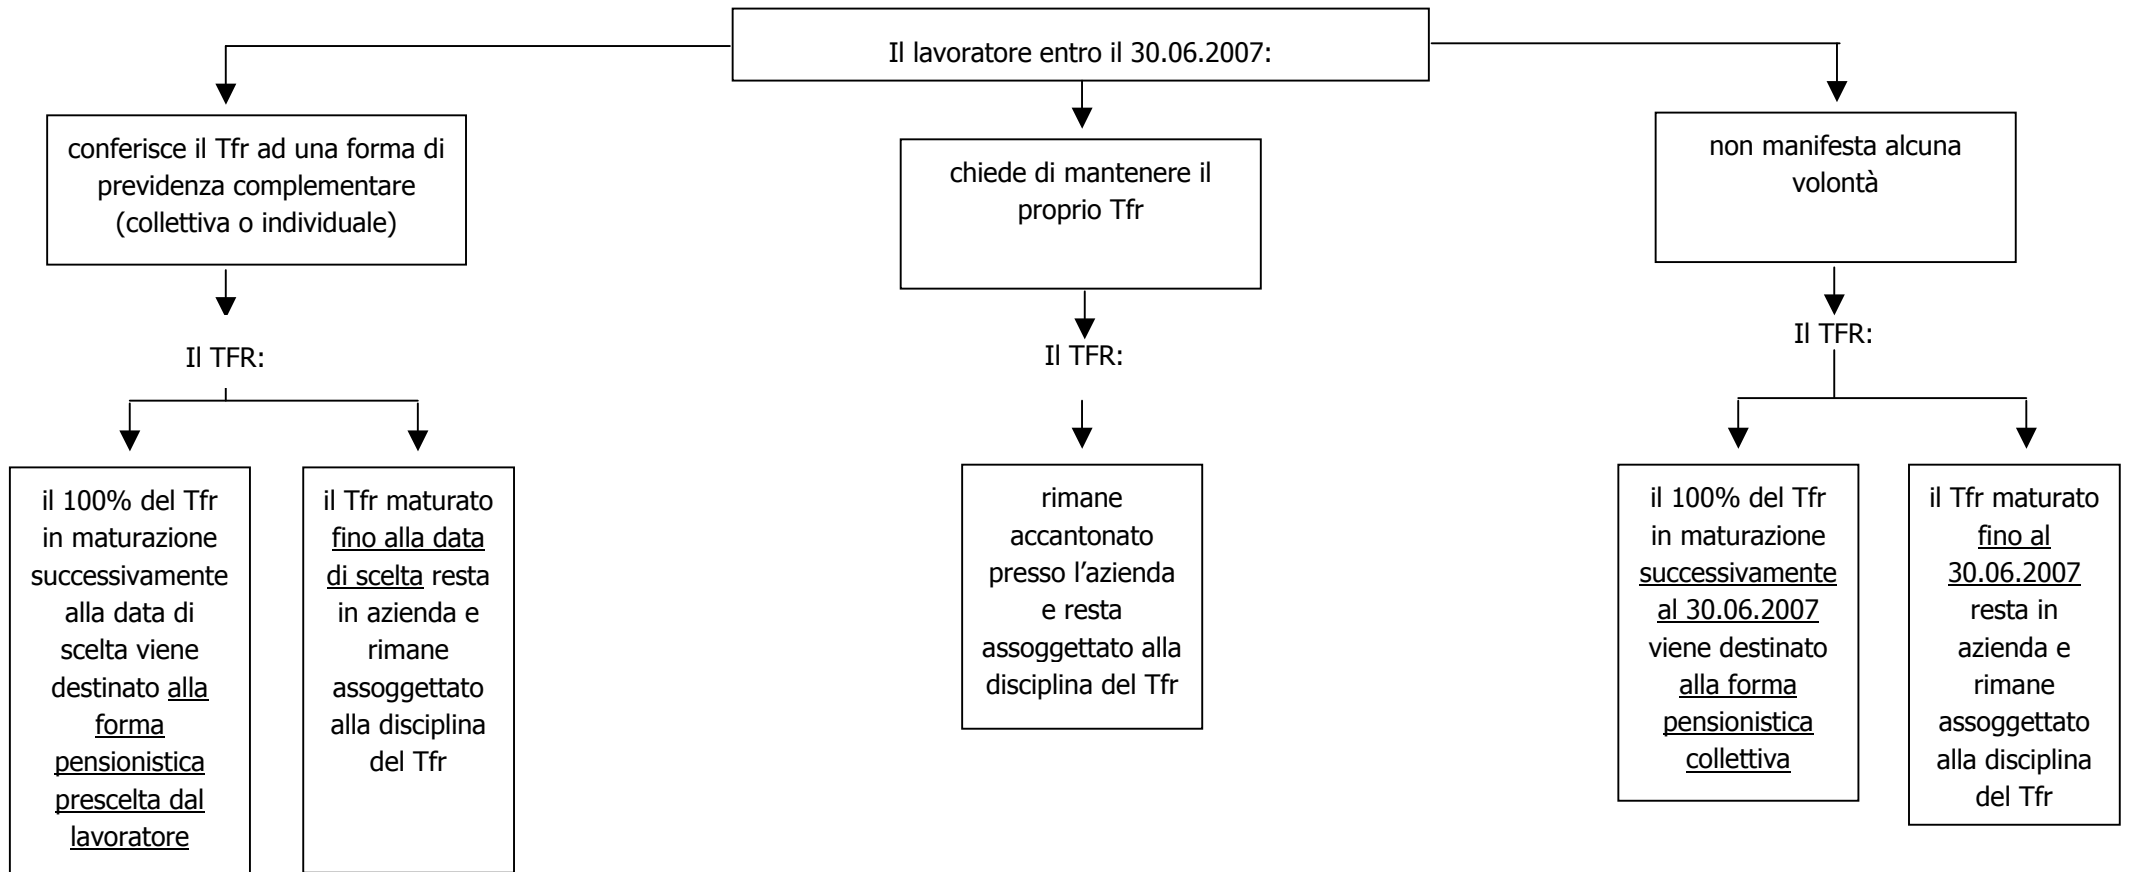 Il lavoratore entro il 30.06.2007:
conferisce il Tfr ad una forma di
previdenza complementare
(collettiva o individuale)
chiede di mantenere il
proprio Tfr
non manifesta alcuna
volontà
Il TFR:
Il TFR:
Il TFR:
il 100% del Tfr
in maturazione
successivamente
alla data di
scelta viene
destinato alla
forma
pensionistica
prescelta dal
lavoratore
il Tfr maturato
fino alla data
di scelta resta
in azienda e
rimane
assoggettato
alla disciplina
del Tfr
rimane
accantonato
presso l’azienda
e resta
assoggettato alla
disciplina del Tfr
il 100% del Tfr
in maturazione
successivamente
al 30.06.2007
viene destinato
alla forma
pensionistica
collettiva
il Tfr maturato
fino al
30.06.2007
resta in
azienda e
rimane
assoggettato
alla disciplina
del Tfr